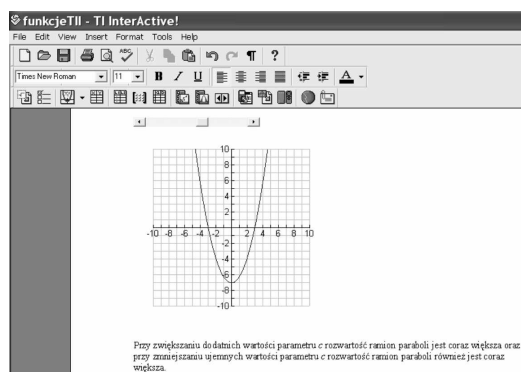 funkcjeTII - TI InterActive!
File Edit View Insert Format Tools Help
ABC ¶ ?
Times New Roman 11 B I U A
10
8
6
4
2
-10 -8 -6 -4 -2 2 4 6 8 10
-2
-4
-6
-8
-10
Przy zwiększaniu dodatnich wartości parametru c rozwartość ramion paraboli jest coraz większa oraz
przy zmniejszaniu ujemnych wartości parametru c rozwartość ramion paraboli również jest coraz
większa.